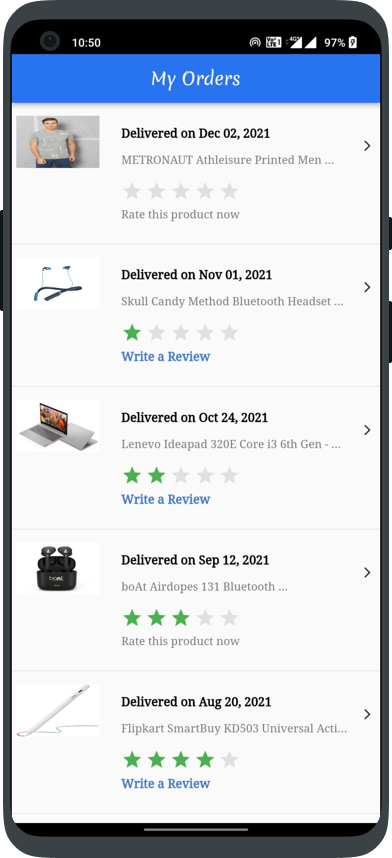 10:50
4G 97%
My Orders
Delivered on Dec 02, 2021
METRONAUT Athleisure Printed Men ...
Rate this product now
Delivered on Nov 01, 2021
Skull Candy Method Bluetooth Headset ...
Write a Review
Delivered on Oct 24, 2021
Lenevo Ideapad 320E Core i3 6th Gen - ...
Write a Review
Delivered on Sep 12, 2021
boAt Airdopes 131 Bluetooth ...
boAt
Rate this product now
Delivered on Aug 20, 2021
Flipkart SmartBuy KD503 Universal Acti...
Write a Review